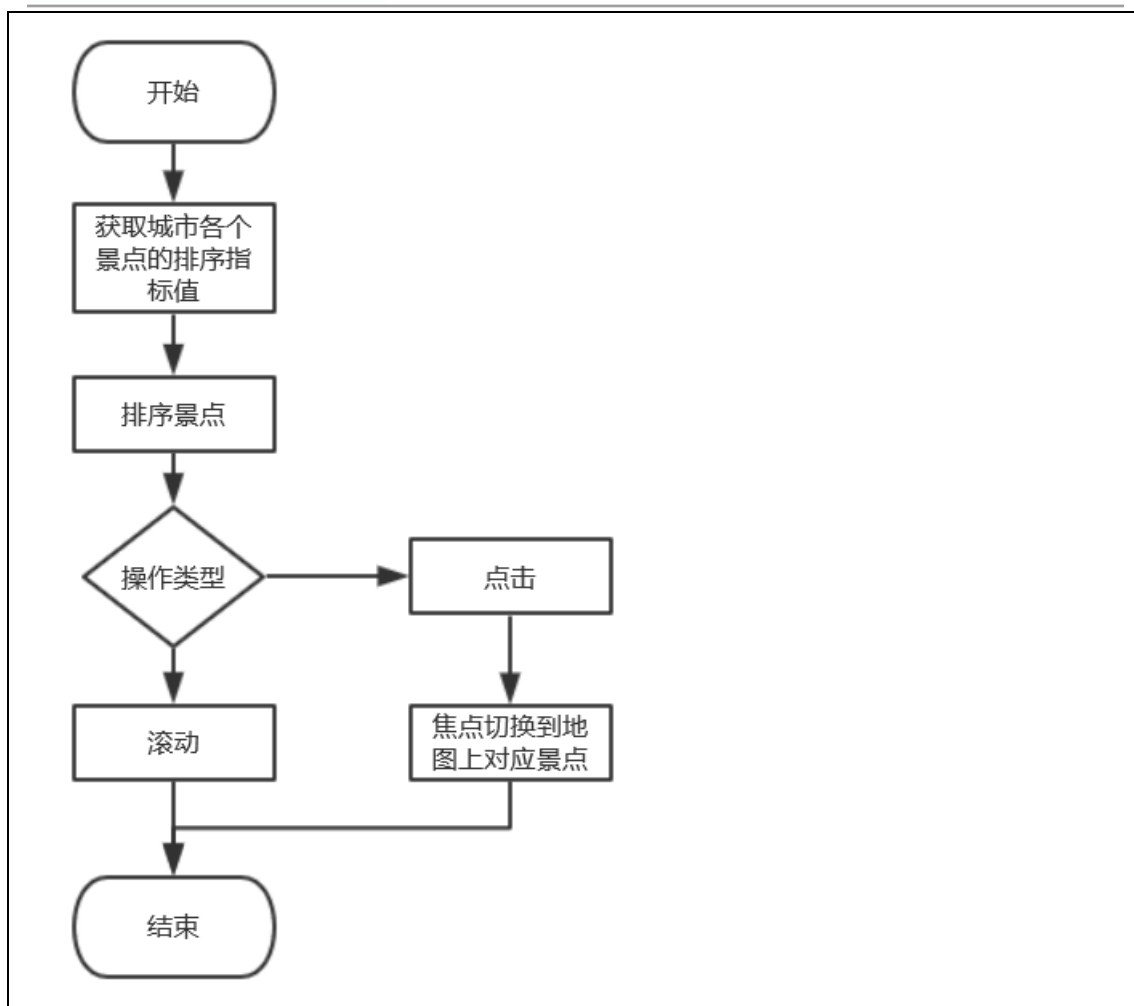 开始
获取城市各个
景点的排序指
标值
排序景点
操作类型
点击
滚动
焦点切换到地
图上对应景点
结束